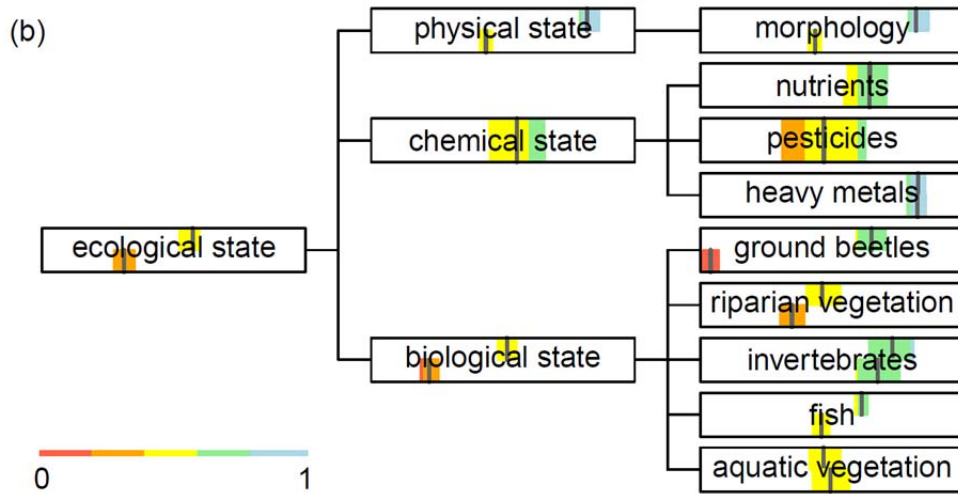 (b)
physical state
morphology
nutrients
chemical state
pesticides
heavy metals
ecological state
ground beetles
riparian vegetation
biological state
invertebrates
fish
aquatic vegetation
0 1